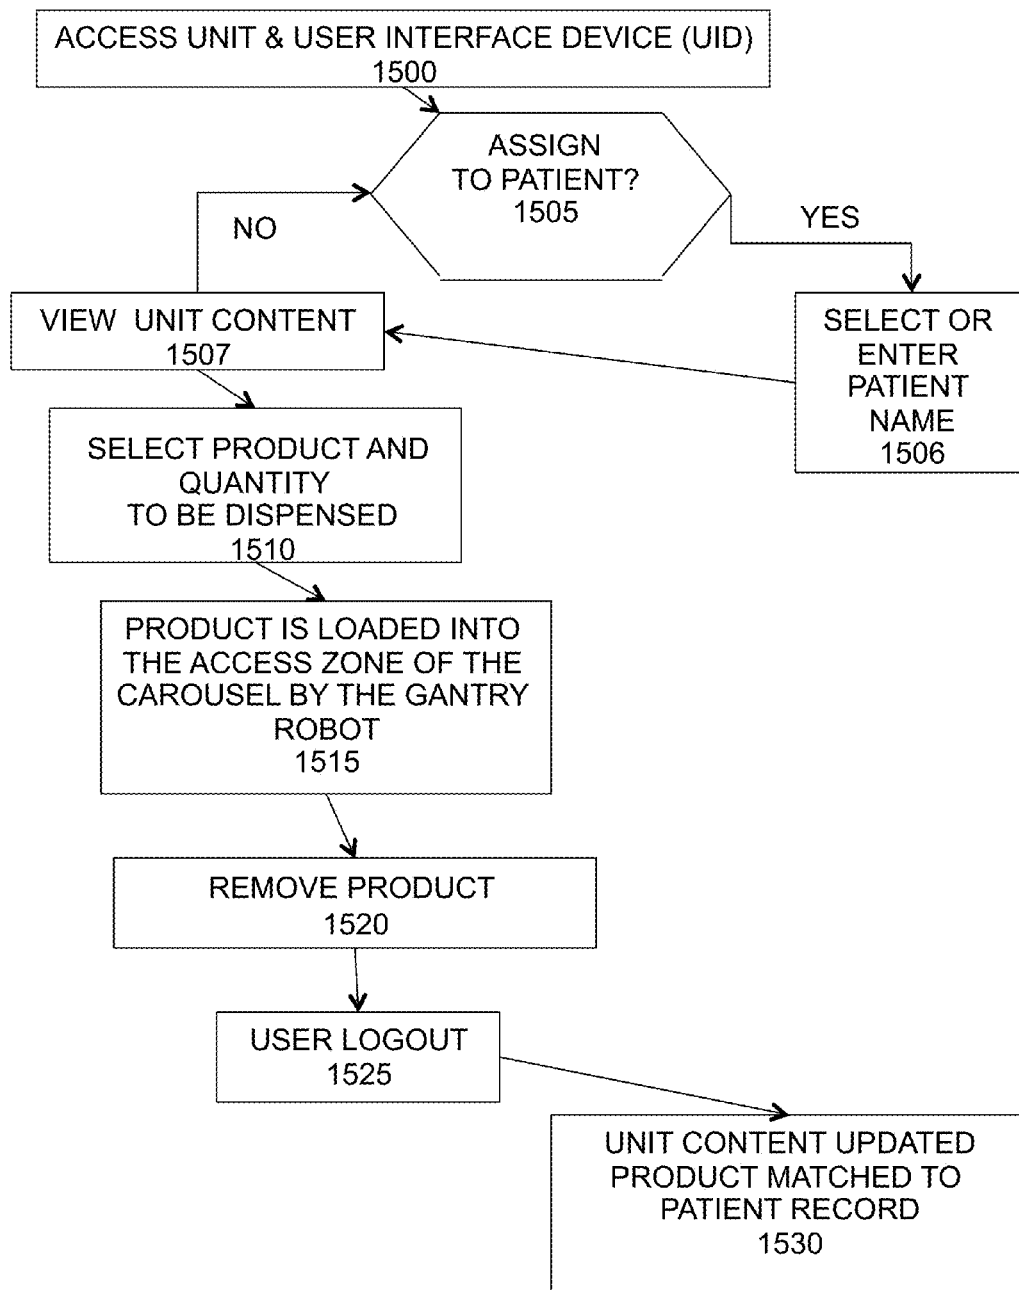 ACCESS UNIT & USER INTERFACE DEVICE (UID)
1500
ASSIGN
TO PATIENT?
1505
NO
YES
VIEW UNIT CONTENT
1507
SELECT OR
ENTER
PATIENT
NAME
1506
SELECT PRODUCT AND
QUANTITY
TO BE DISPENSED
1510
PRODUCT IS LOADED INTO
THE ACCESS ZONE OF THE
CAROUSEL BY THE GANTRY
ROBOT
1515
REMOVE PRODUCT
1520
USER LOGOUT
1525
UNIT CONTENT UPDATED
PRODUCT MATCHED TO
PATIENT RECORD
1530